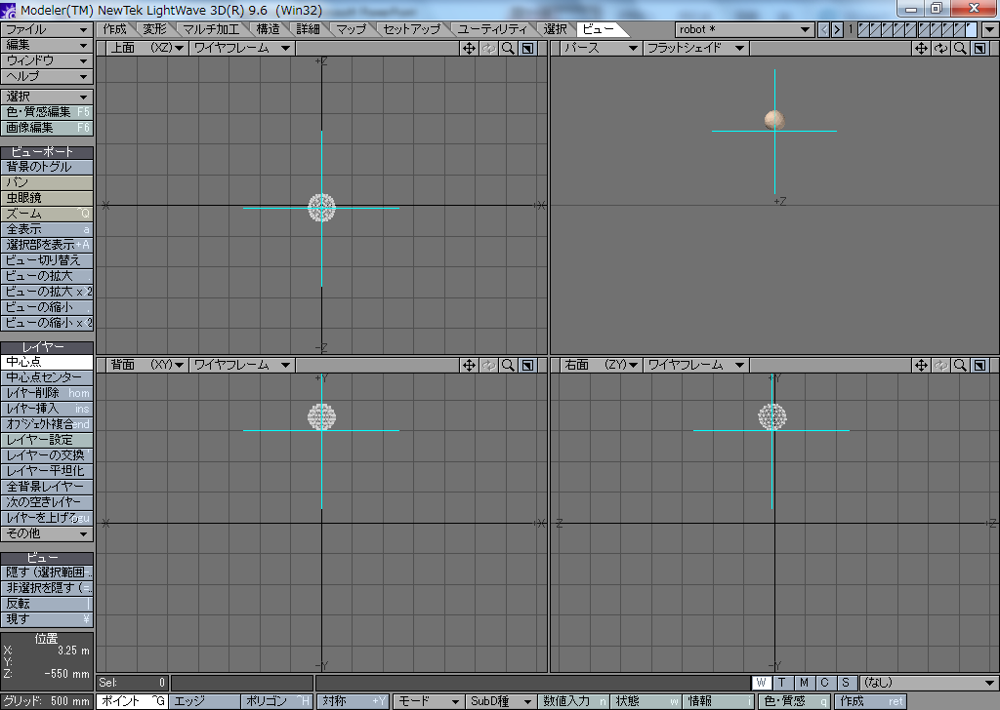 Modeler(TM) NewTek LightWave 3D(R) 9.6 (Win32)
ファイル 作成 変形 マルチ加工 構造 詳細 マップ セットアップ ユーティリティ 選択 ビュー robot * 1
編集
ウィンドウ
ヘルプ
選択
色・質感編集 F5
画像編集 F6
ビューポート
背景のトグル
パン
虫眼鏡
ズーム ^Q
全表示 a
選択部を表示 +A
ビュー切り替え
ビューの拡大 .
ビューの拡大 x 2
ビューの縮小 ,
ビューの縮小 x 2
レイヤー
中心点
中心点センター
レイヤー削除 hom
レイヤー挿入 ins
オブジェクト複合 end
レイヤー設定
レイヤーの交換 '
レイヤー平坦化
全背景レイヤー
次の空きレイヤー
レイヤーを上げる pgu
その他
ビュー
隠す (選択範囲 -
非選択を隠す (=
反転 |
現す ¥
位置
X: 3.25 m
Y:
Z: -550 mm
グリッド: 500 mm
上面 (XZ) ワイヤフレーム
+Z
-X +X
-Z
パース フラットシェイド
+Z
背面 (XY) ワイヤフレーム
+Y
-X +X
-Y
右面 (ZY) ワイヤフレーム
+Y
Z -Z
-Y
Sel: 0 W T M C S (なし)
ポイント ^G エッジ ポリゴン ^H 対称 +Y モード SubD種 数値入力 n 状態 w 情報 i 色・質感 q 作成 ret